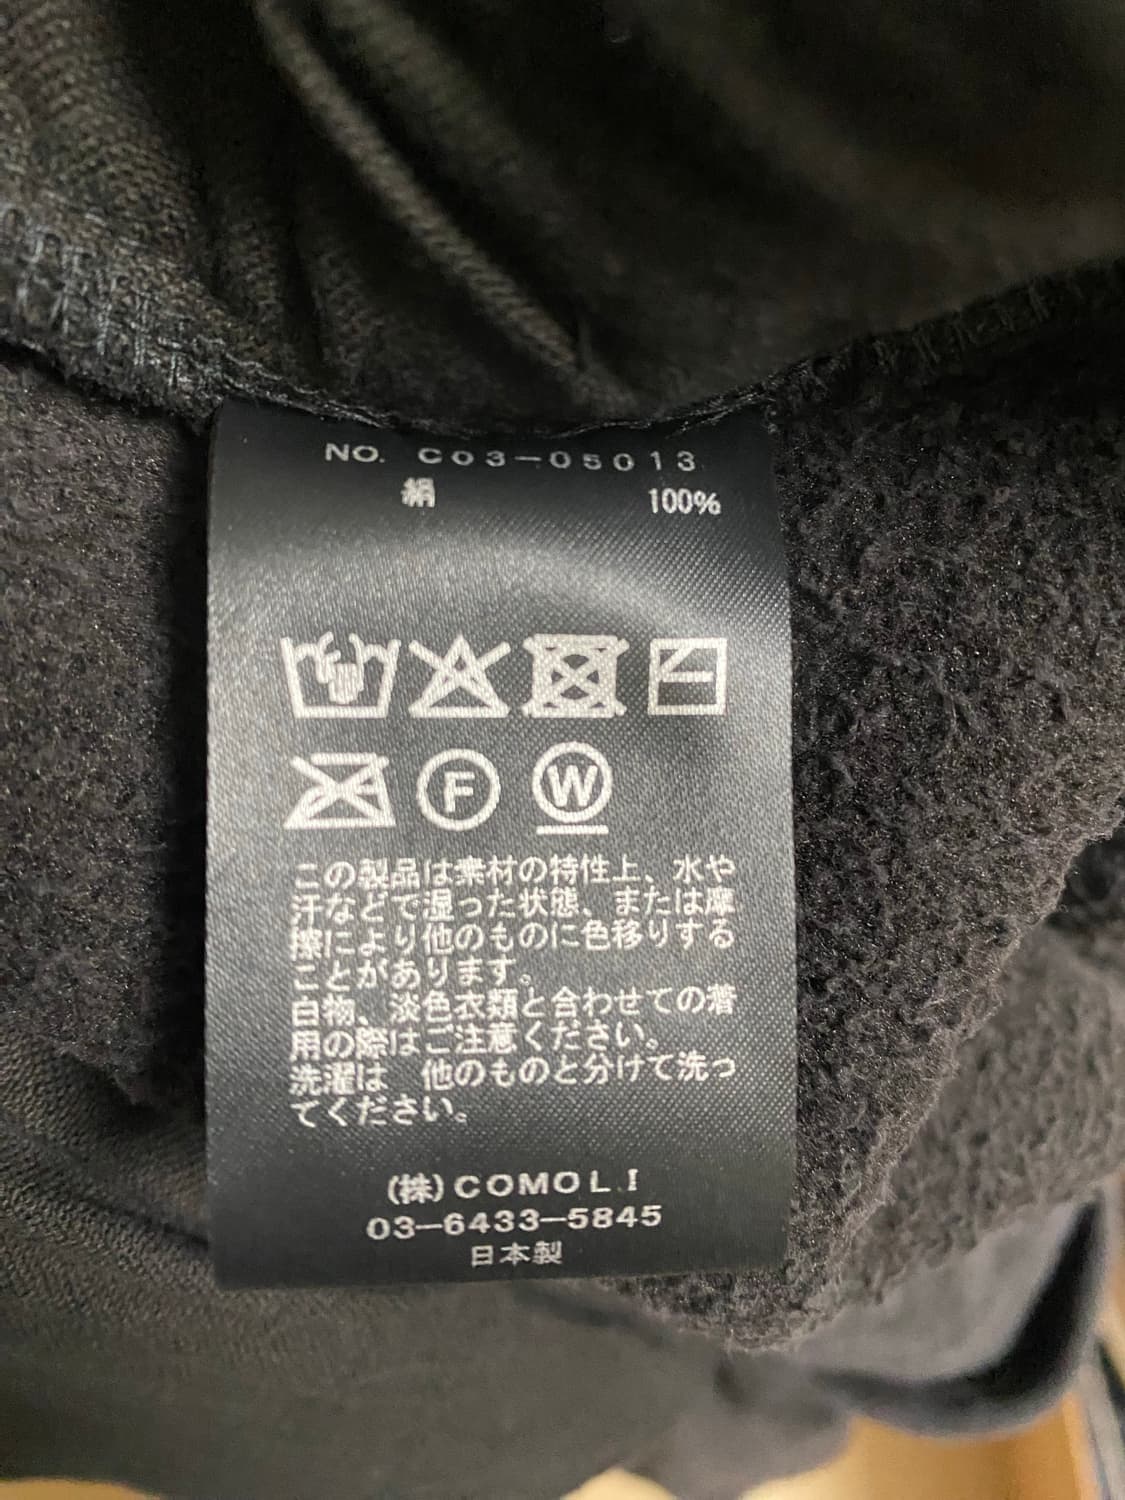 NO. C03-05013
絹 100%
F W
この製品は素材の特性上、水や
汗などで湿った状態、または摩
擦により他のものに色移りする
ことがあります。
白物、淡色衣類と合わせての着
用の際はご注意ください。
洗濯は 他のものと分けて洗っ
てください。
(株)COMOLI
03-6433-5845
日本製